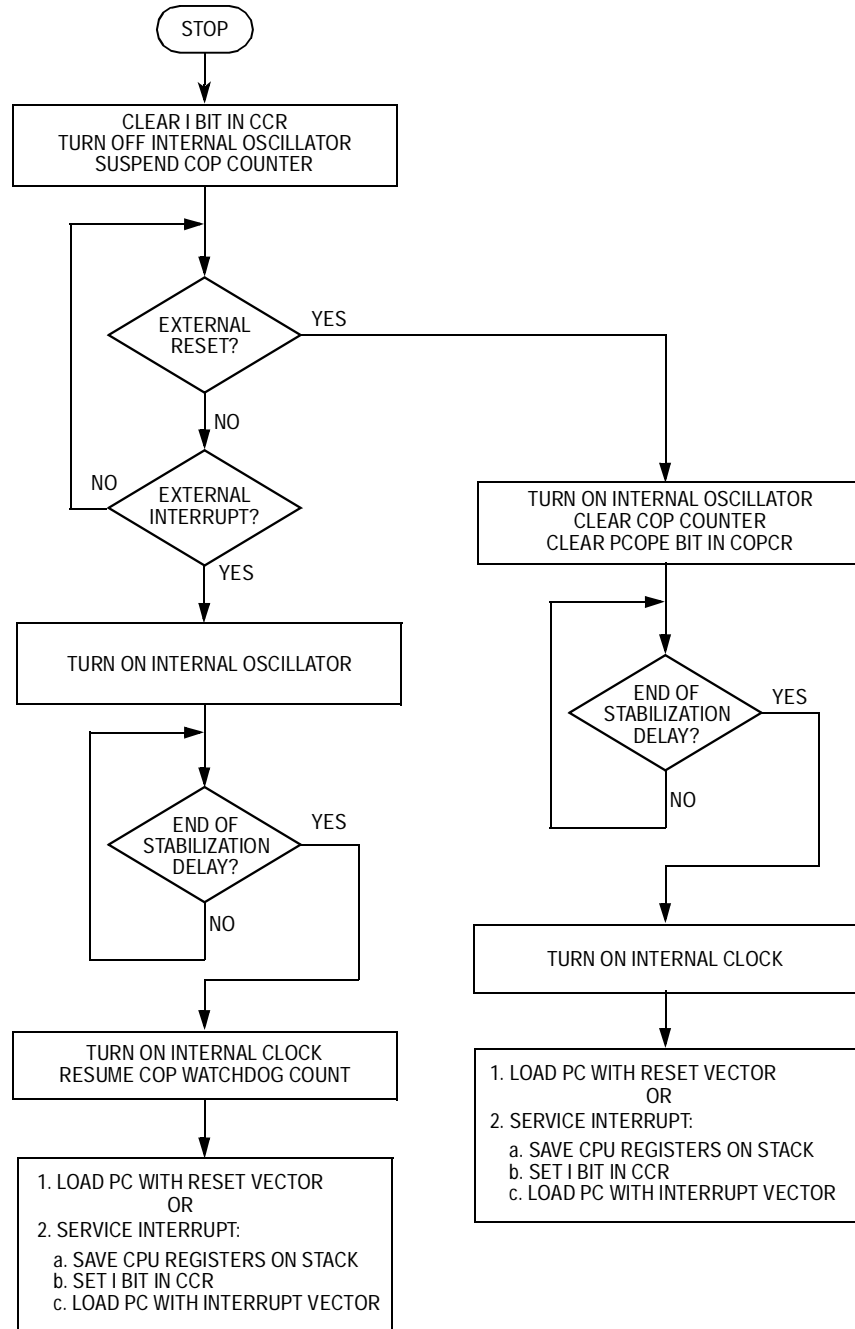 STOP
CLEAR I BIT IN CCR
TURN OFF INTERNAL OSCILLATOR
SUSPEND COP COUNTER
EXTERNAL
RESET?
YES
NO
EXTERNAL
INTERRUPT?
NO
YES
TURN ON INTERNAL OSCILLATOR
END OF
STABILIZATION
DELAY?
YES
NO
TURN ON INTERNAL CLOCK
RESUME COP WATCHDOG COUNT
1. LOAD PC WITH RESET VECTOR
OR
2. SERVICE INTERRUPT:
a. SAVE CPU REGISTERS ON STACK
b. SET I BIT IN CCR
c. LOAD PC WITH INTERRUPT VECTOR
TURN ON INTERNAL OSCILLATOR
CLEAR COP COUNTER
CLEAR PCOPE BIT IN COPCR
END OF
STABILIZATION
DELAY?
YES
NO
TURN ON INTERNAL CLOCK
1. LOAD PC WITH RESET VECTOR
OR
2. SERVICE INTERRUPT:
a. SAVE CPU REGISTERS ON STACK
b. SET I BIT IN CCR
c. LOAD PC WITH INTERRUPT VECTOR